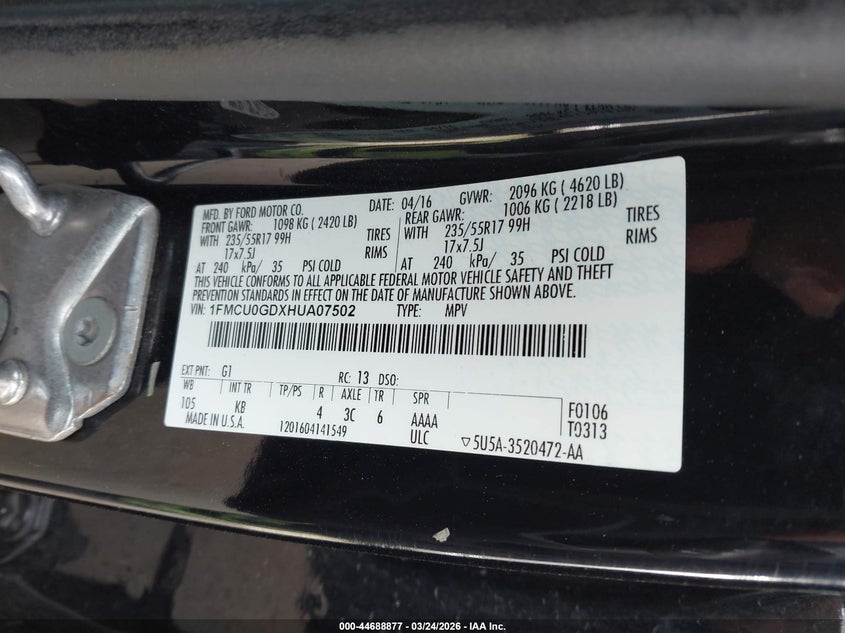 MFD. BY FORD MOTOR CO. DATE: 04/16 GVWR: 2096 KG ( 4620 LB)
FRONT GAWR: 1098 KG ( 2420 LB) REAR GAWR: 1006 KG ( 2218 LB)
WITH 235/55R17 99H TIRES WITH 235/55R17 99H TIRES
17x7.5J RIMS 17x7.5J RIMS
AT 240 kPa/ 35 PSI COLD AT 240 kPa/ 35 PSI COLD
THIS VEHICLE CONFORMS TO ALL APPLICABLE FEDERAL MOTOR VEHICLE SAFETY AND THEFT
PREVENTION STANDARDS IN EFFECT ON THE DATE OF MANUFACTURE SHOWN ABOVE.
VIN: 1FMCU0GDXHUA07502 TYPE: MPV
EXT PNT: G1 RC: 13 DSO:
WB INT TR TP/PS R AXLE TR SPR
105 KB 4 3C 6 AAAA F0106
MADE IN U.S.A. 1201604141549 ULC T0313
▽5U5A-3520472-AA
000-44688877 — 03/24/2026 — IAA Inc.